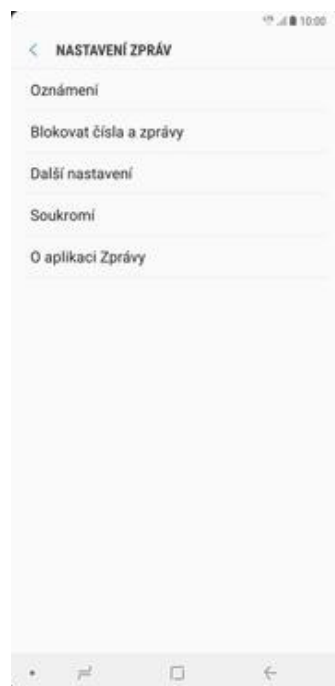 10:00
NASTAVENÍ ZPRÁV
Oznámení
Blokovat čísla a zprávy
Další nastavení
Soukromí
O aplikaci Zprávy